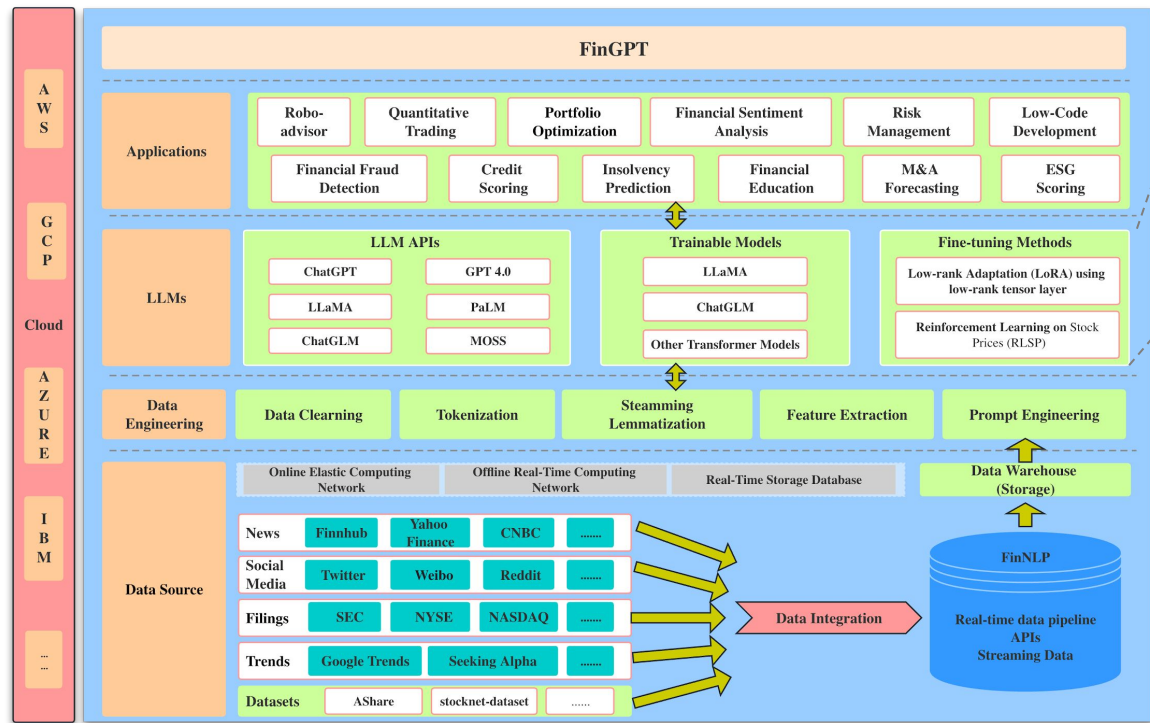 FinGPT
AWS
GCP
Cloud
AZURE
IBM
...
...
Applications
Robo-
advisor
Quantitative
Trading
Portfolio
Optimization
Financial Sentiment
Analysis
Risk
Management
Low-Code
Development
Financial Fraud
Detection
Credit
Scoring
Insolvency
Prediction
Financial
Education
M&A
Forecasting
ESG
Scoring
LLMs
LLM APIs
ChatGPT
GPT 4.0
LLaMA
PaLM
ChatGLM
MOSS
Trainable Models
LLaMA
ChatGLM
Other Transformer Models
Fine-tuning Methods
Low-rank Adaptation (LoRA) using
low-rank tensor layer
Reinforcement Learning on Stock
Prices (RLSP)
Data
Engineering
Data Clearning
Tokenization
Steamming
Lemmatization
Feature Extraction
Prompt Engineering
Data Source
Online Elastic Computing
Network
Offline Real-Time Computing
Network
Real-Time Storage Database
Data Warehouse
(Storage)
News
Finnhub
Yahoo
Finance
CNBC
.......
Social
Media
Twitter
Weibo
Reddit
.......
Filings
SEC
NYSE
NASDAQ
.......
Trends
Google Trends
Seeking Alpha
.......
Datasets
AShare
stocknet-dataset
......
Data Integration
FinNLP
Real-time data pipeline
APIs
Streaming Data